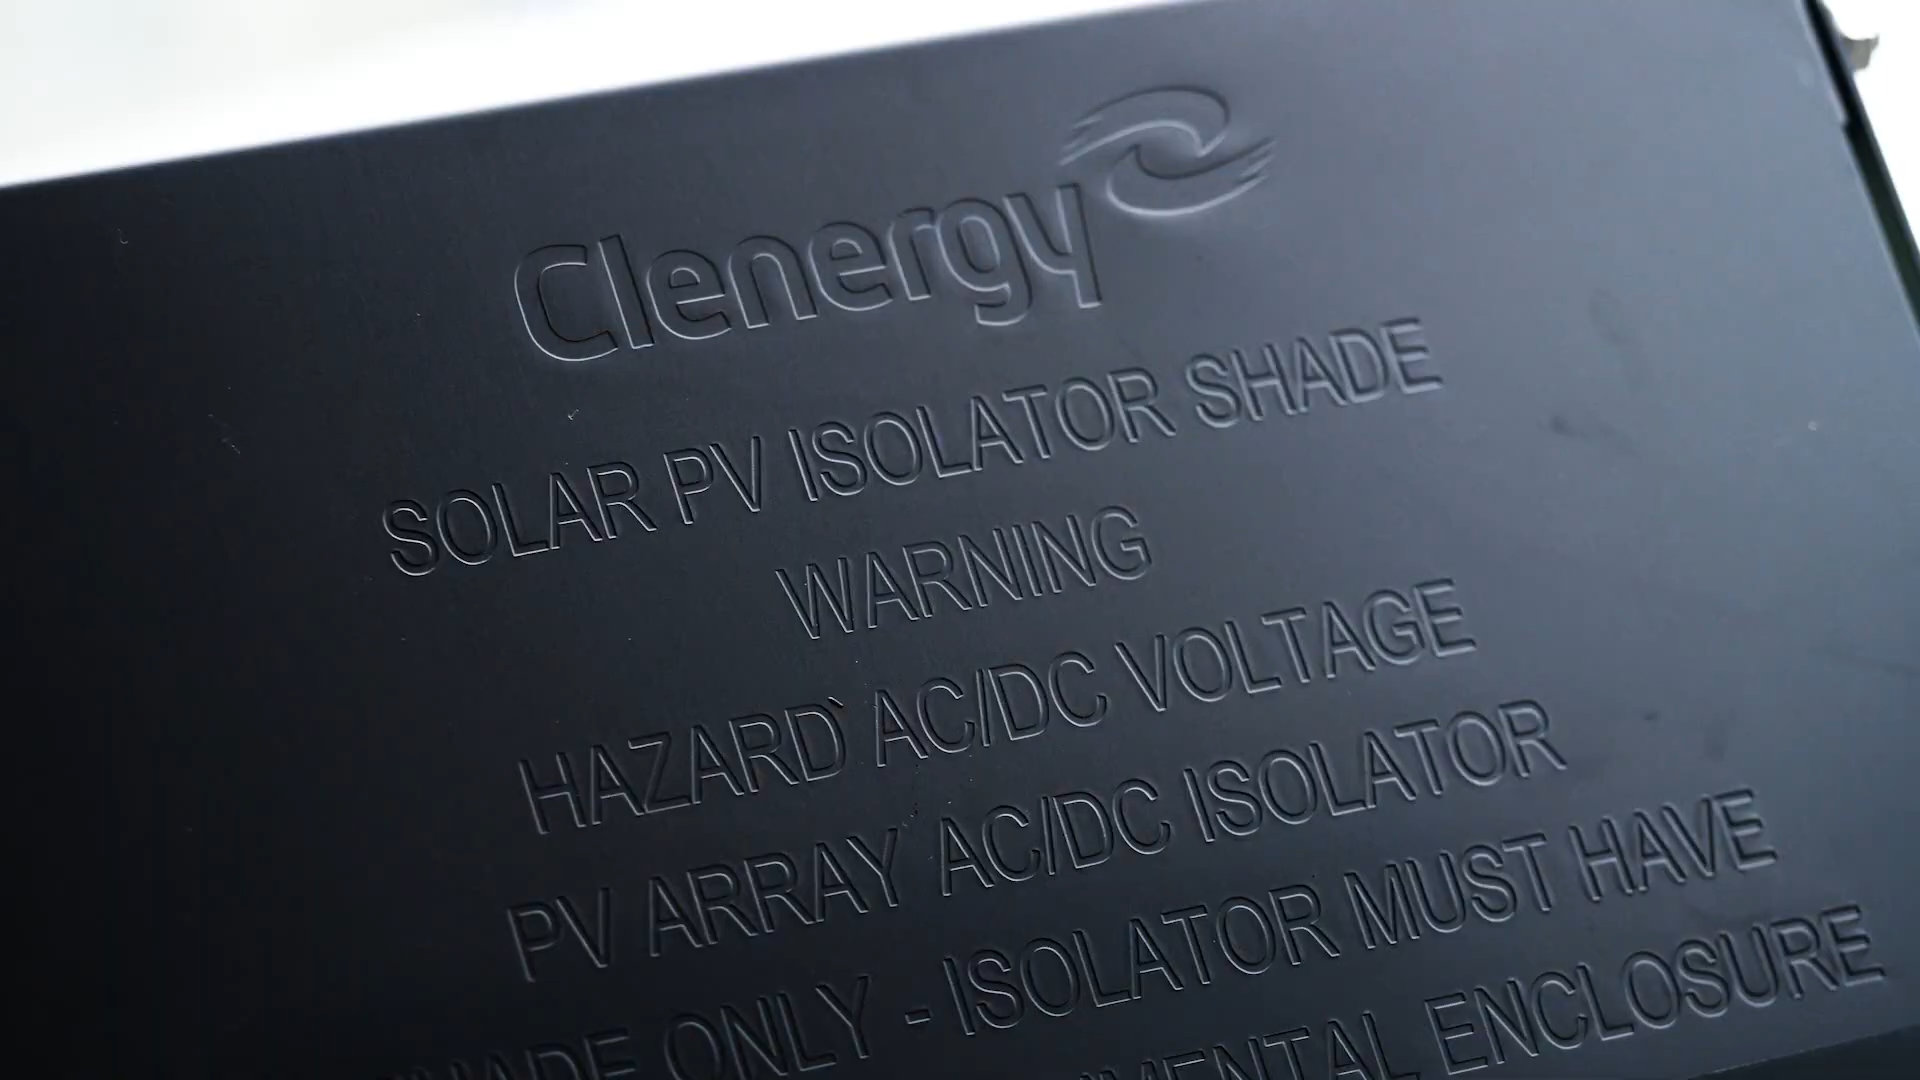 Clenergy
SOLAR PV ISOLATOR SHADE
WARNING
HAZARD AC/DC VOLTAGE
PV ARRAY AC/DC ISOLATOR
ONLY - ISOLATOR MUST HAVE
ENCLOSURE